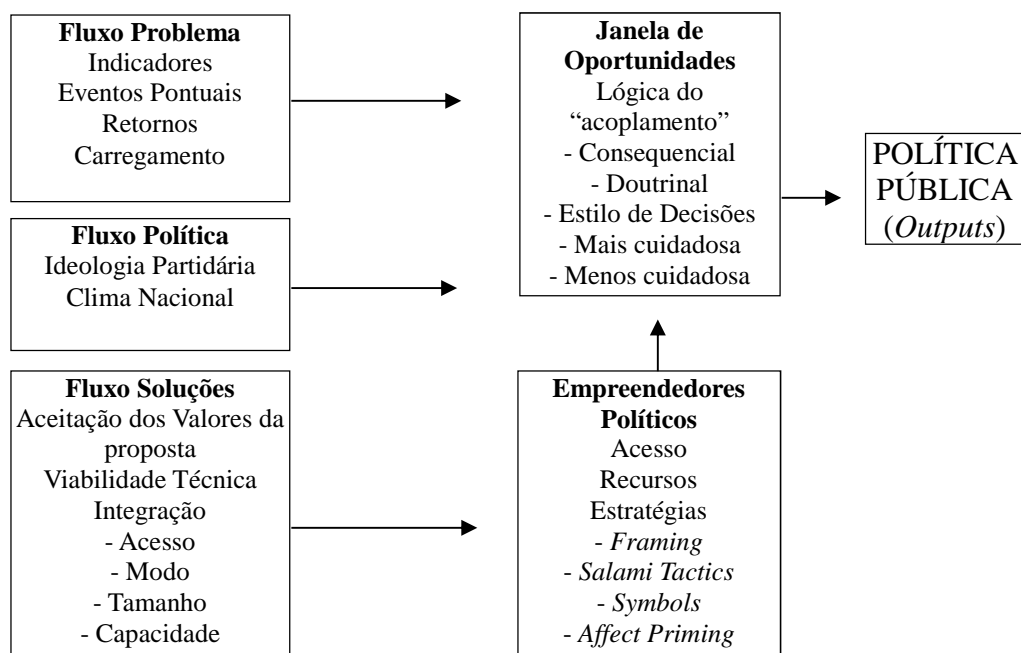 Fluxo Problema
Indicadores
Eventos Pontuais
Retornos
Carregamento
Fluxo Política
Ideologia Partidária
Clima Nacional
Fluxo Soluções
Aceitação dos Valores da
proposta
Viabilidade Técnica
Integração
- Acesso
- Modo
- Tamanho
- Capacidade
Janela de
Oportunidades
Lógica do
“acoplamento”
- Consequencial
- Doutrinal
- Estilo de Decisões
- Mais cuidadosa
- Menos cuidadosa
Empreendedores
Políticos
Acesso
Recursos
Estratégias
- Framing
- Salami Tactics
- Symbols
- Affect Priming
POLÍTICA
PÚBLICA
(Outputs)